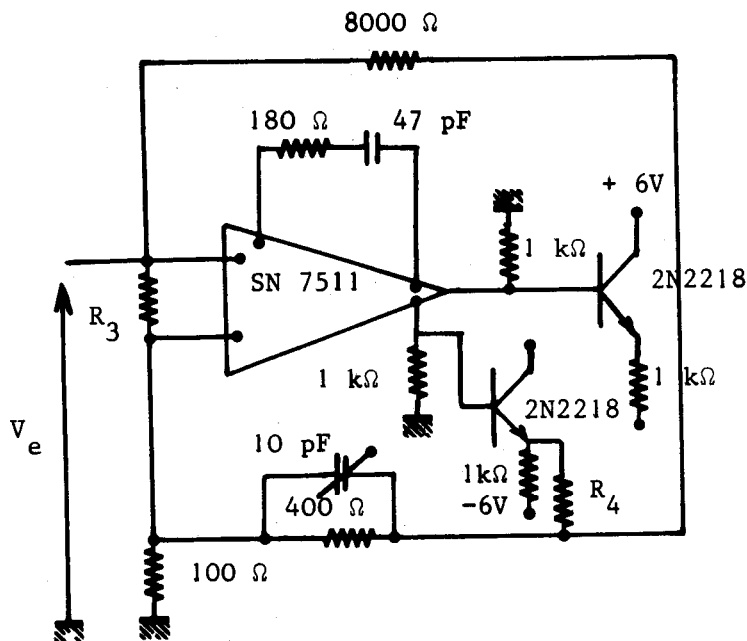 8000 Ω
180 Ω
47 pF
+ 6V
SN 7511
1 kΩ
2N2218
R3
1 kΩ
1 kΩ
2N2218
Ve
10 pF
400 Ω
1kΩ
-6V
R4
100 Ω